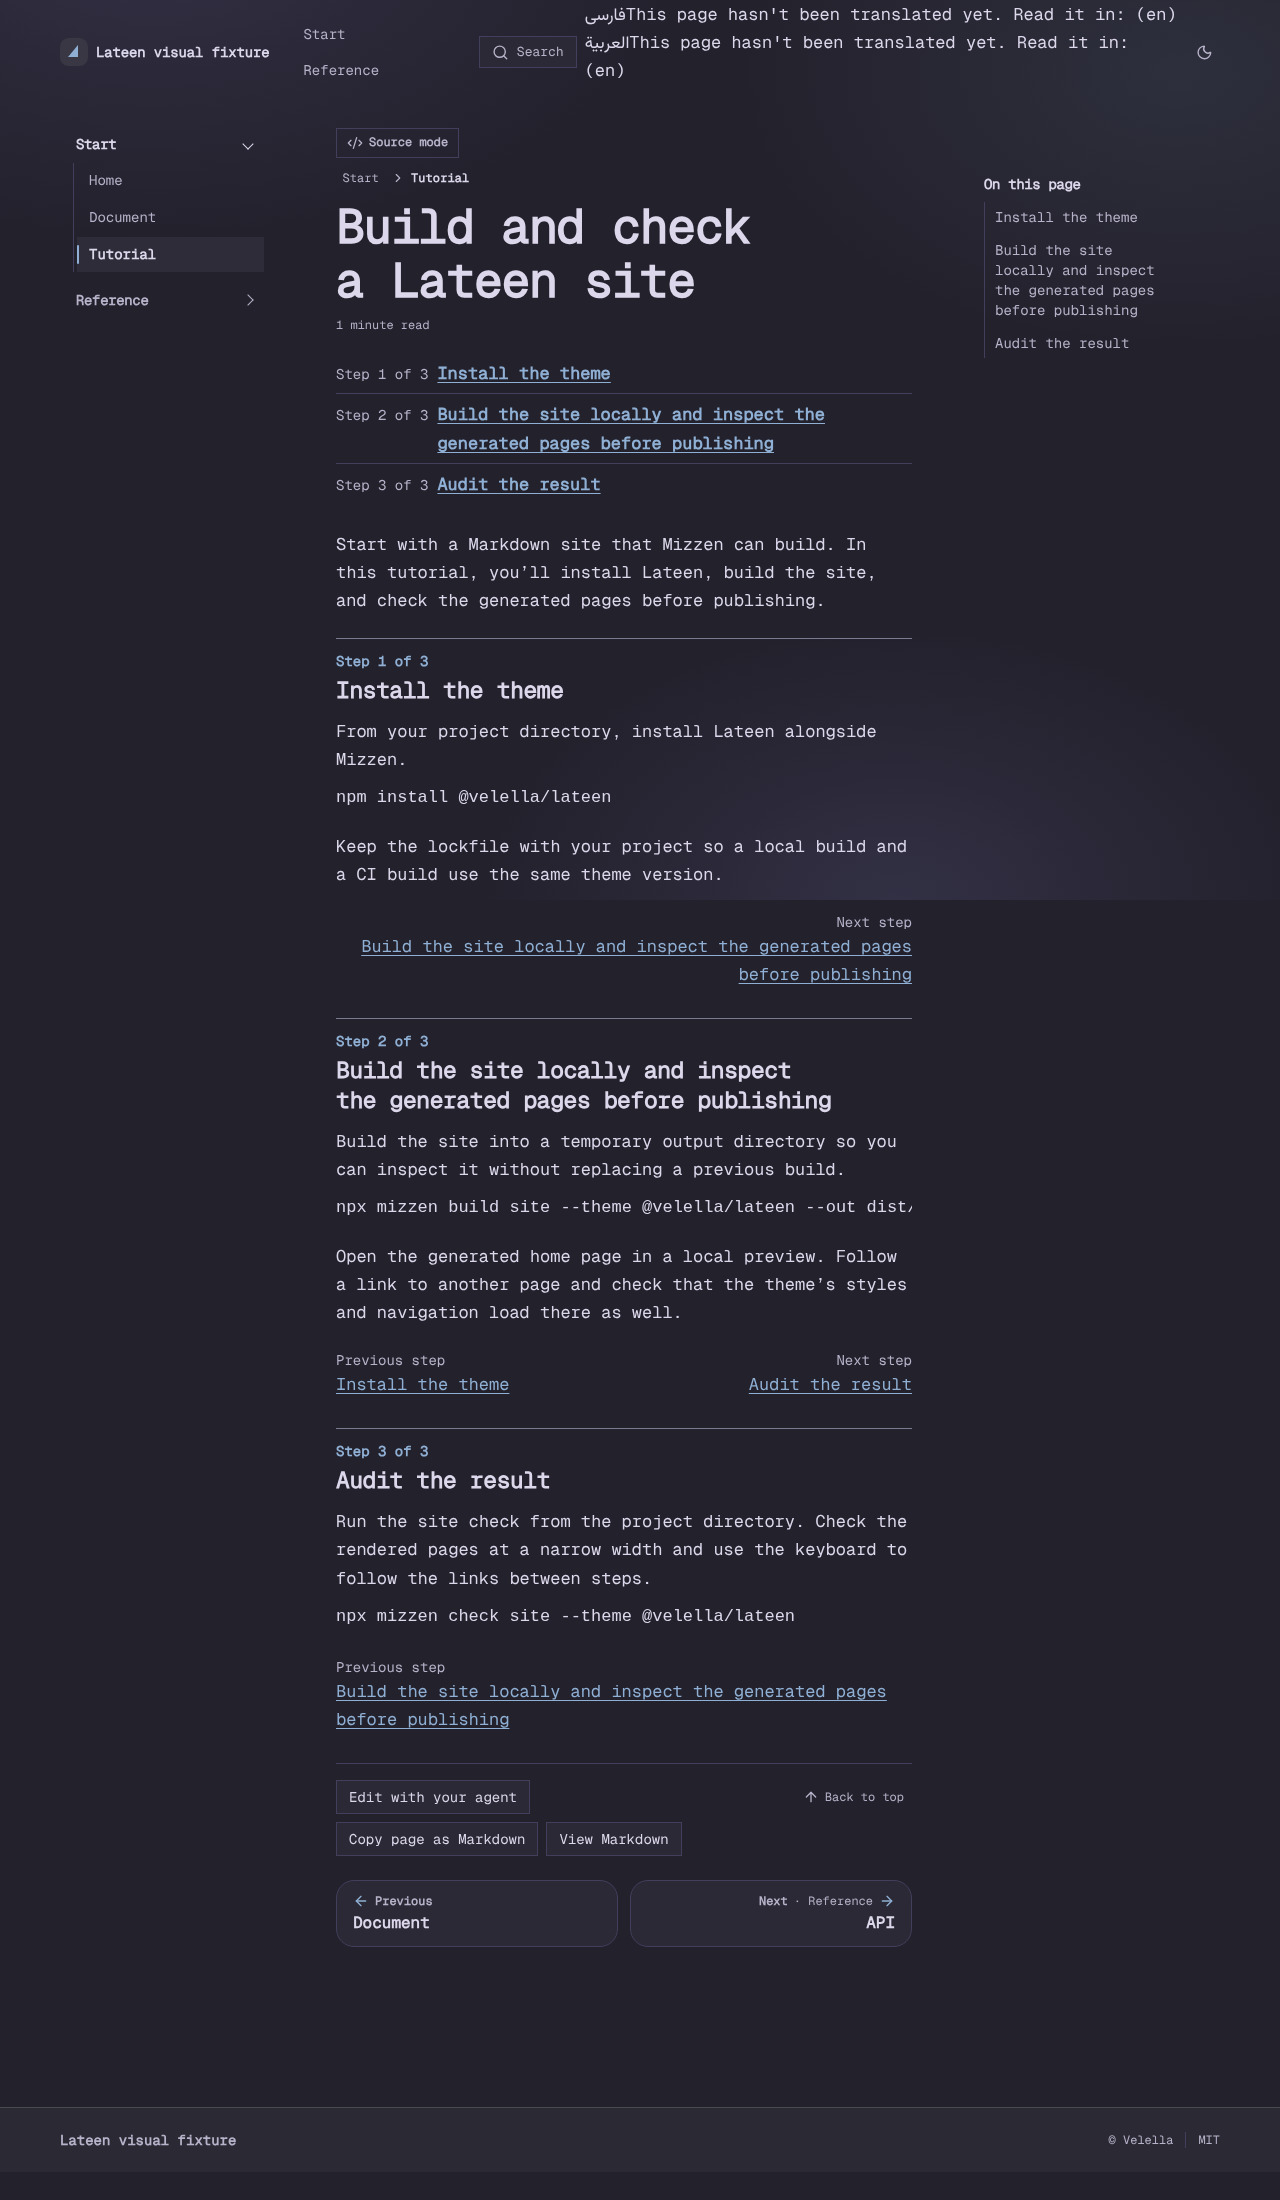 Lateen visual fixture
Start
Reference
Search
فارسیThis page hasn't been translated yet. Read it in: (en)
العربيةThis page hasn't been translated yet. Read it in:
(en)
Start
Home
Document
Tutorial
Reference
Source mode
Start > Tutorial
Build and check
a Lateen site
1 minute read
Step 1 of 3 Install the theme
Step 2 of 3 Build the site locally and inspect the
generated pages before publishing
Step 3 of 3 Audit the result
Start with a Markdown site that Mizzen can build. In
this tutorial, you’ll install Lateen, build the site,
and check the generated pages before publishing.
Step 1 of 3
Install the theme
From your project directory, install Lateen alongside
Mizzen.
npm install @velella/lateen
Keep the lockfile with your project so a local build and
a CI build use the same theme version.
Next step
Build the site locally and inspect the generated pages
before publishing
Step 2 of 3
Build the site locally and inspect
the generated pages before publishing
Build the site into a temporary output directory so you
can inspect it without replacing a previous build.
npx mizzen build site --theme @velella/lateen --out dist/
Open the generated home page in a local preview. Follow
a link to another page and check that the theme’s styles
and navigation load there as well.
Previous step
Install the theme
Next step
Audit the result
Step 3 of 3
Audit the result
Run the site check from the project directory. Check the
rendered pages at a narrow width and use the keyboard to
follow the links between steps.
npx mizzen check site --theme @velella/lateen
Previous step
Build the site locally and inspect the generated pages
before publishing
Edit with your agent
Back to top
Copy page as Markdown
View Markdown
Previous
Document
Next · Reference
API
On this page
Install the theme
Build the site
locally and inspect
the generated pages
before publishing
Audit the result
Lateen visual fixture
© Velella
MIT